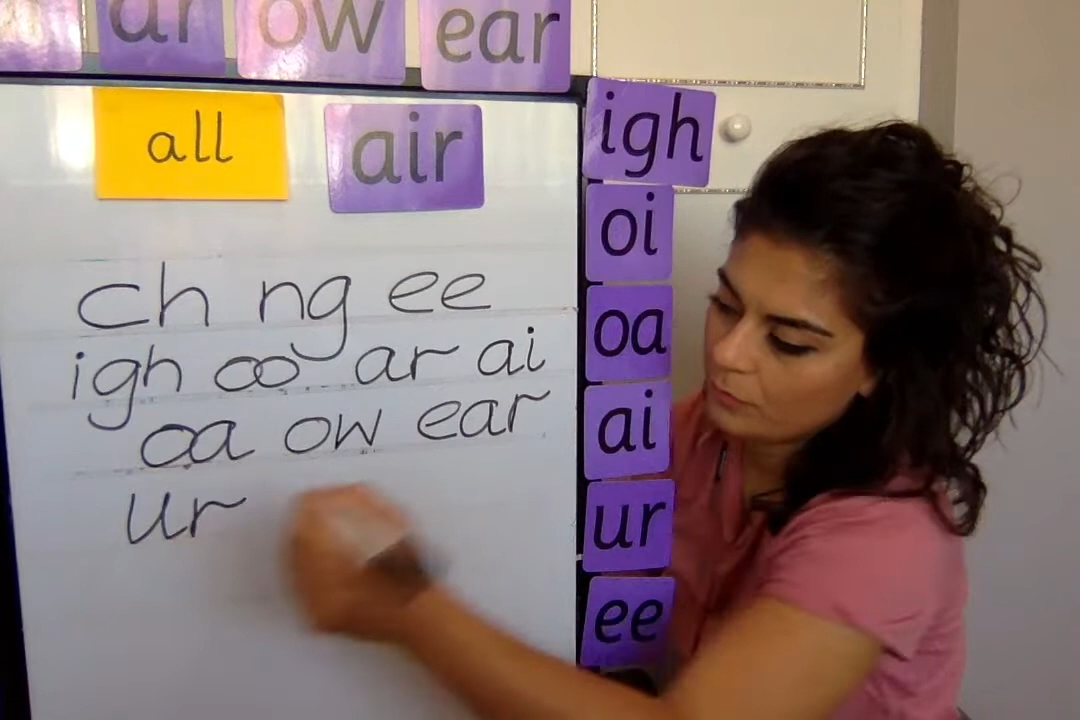 ar ow ear
all air
igh
oi
oa
ai
ur
ee
ch ng ee
igh oo ar ai
oa ow ear
ur